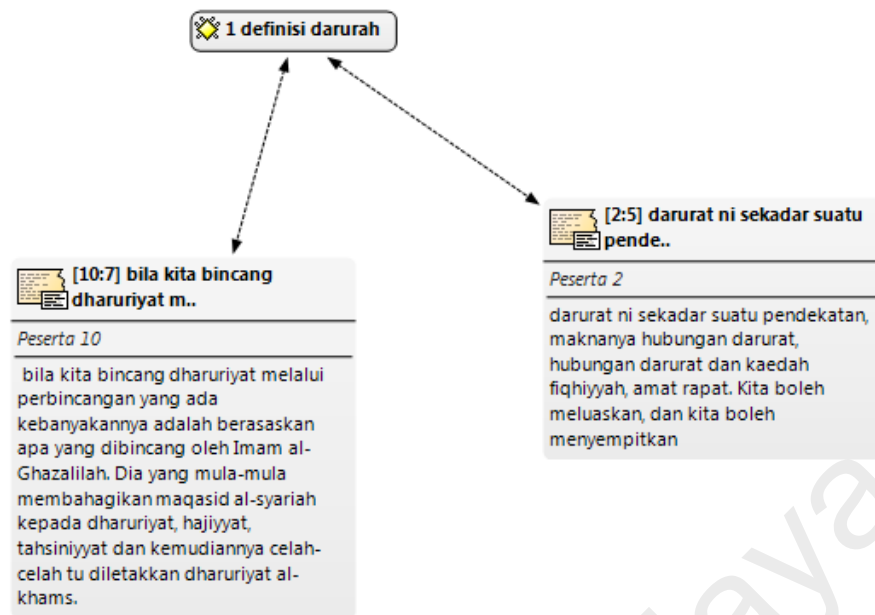 1 definisi darurah
[10:7] bila kita bincang
dharuriyat m..
Peserta 10
bila kita bincang dharuriyat melalui
perbincangan yang ada
kebanyakannya adalah berasaskan
apa yang dibincang oleh Imam al-
Ghazalilah. Dia yang mula-mula
membahagikan maqasid al-syariah
kepada dharuriyat, hajiyyat,
tahsiniyyat dan kemudiannya celah-
celah tu diletakkan dharuriyat al-
khams.
[2:5] darurat ni sekadar suatu
pende..
Peserta 2
darurat ni sekadar suatu pendekatan,
maknanya hubungan darurat,
hubungan darurat dan kaedah
fiqhiyyah, amat rapat. Kita boleh
meluaskan, dan kita boleh
menyempitkan